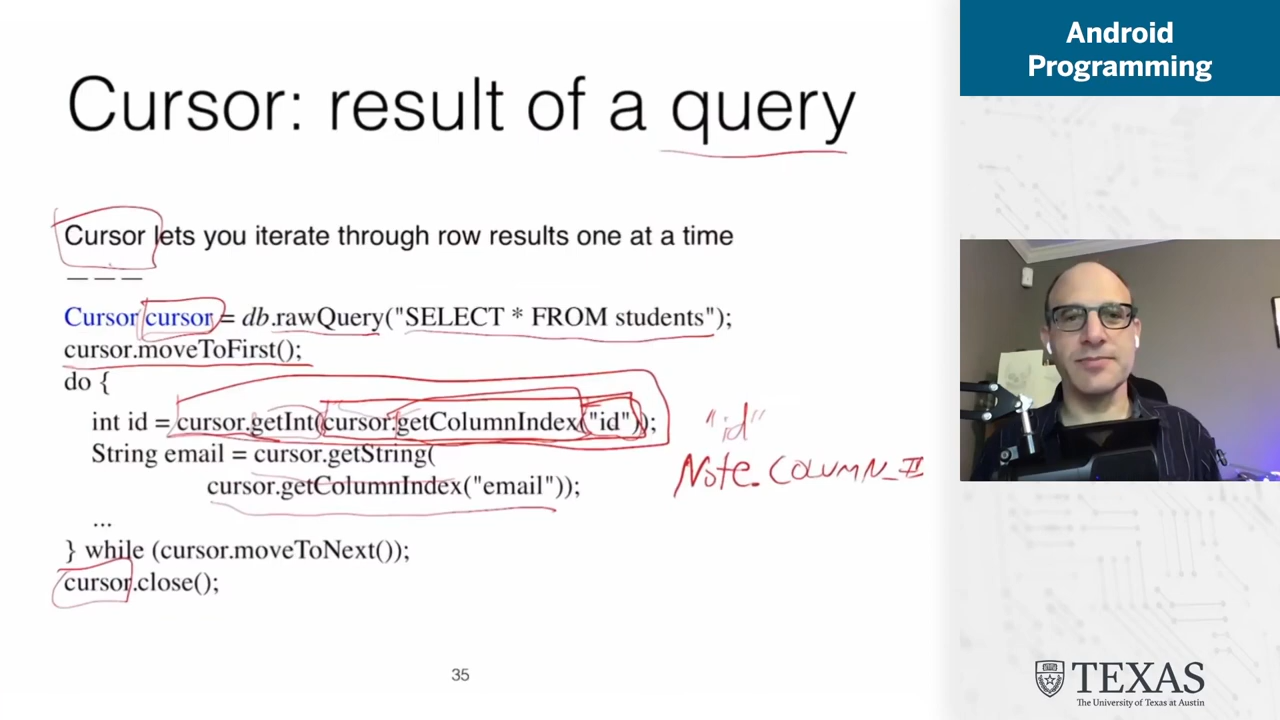 Android
Programming
Cursor: result of a query
Cursor lets you iterate through row results one at a time
Cursor cursor = db.rawQuery("SELECT * FROM students");
cursor.moveToFirst();
do {
int id = cursor.getInt(cursor.getColumnIndex("id"));
"id"
String email = cursor.getString(
Note.COLUMN_I
cursor.getColumnIndex("email"));
...
} while (cursor.moveToNext());
cursor.close();
35
TEXAS
The University of Texas at Austin